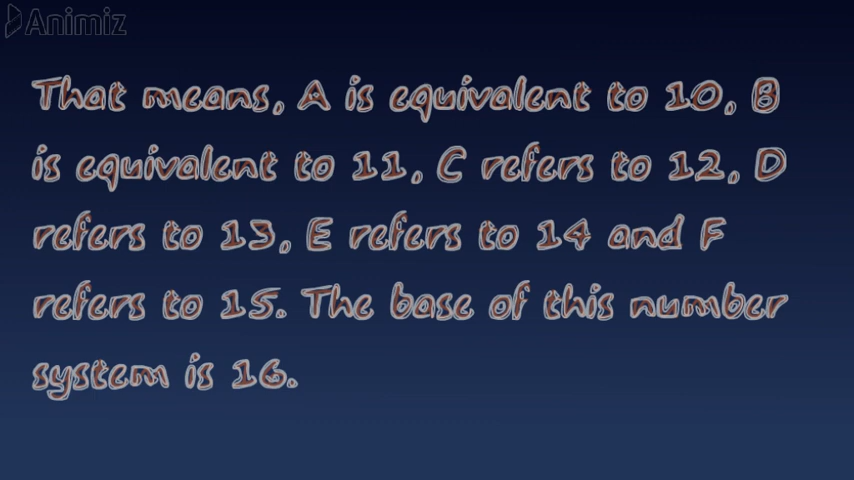 Animiz
That means, A is equivalent to 10, B
is equivalent to 11, C refers to 12, D
refers to 13, E refers to 14 and F
refers to 15. The base of this number
system is 16.